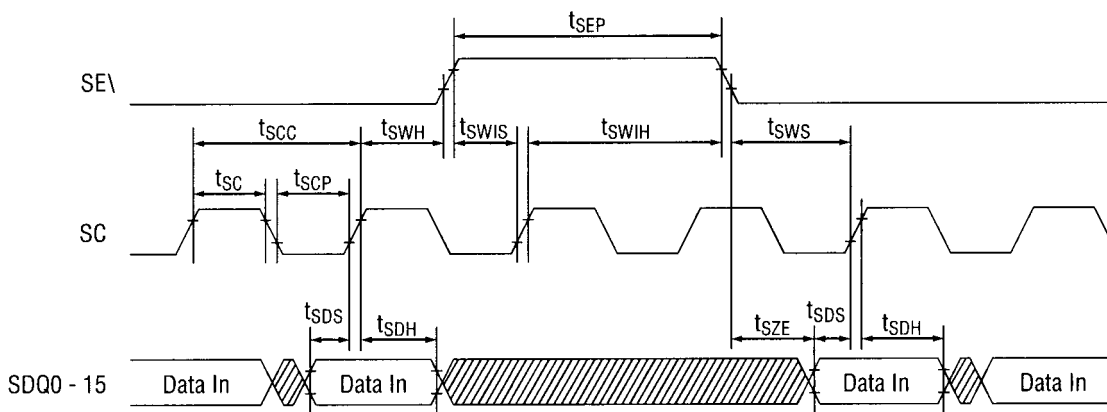 tSEP
SE\
tSCC tSWH tSWIS tSWIH tSWS
tSC tSCP
SC
tSDS tSDH tSZE tSDS tSDH
SDQ0 - 15 Data In Data In Data In Data In